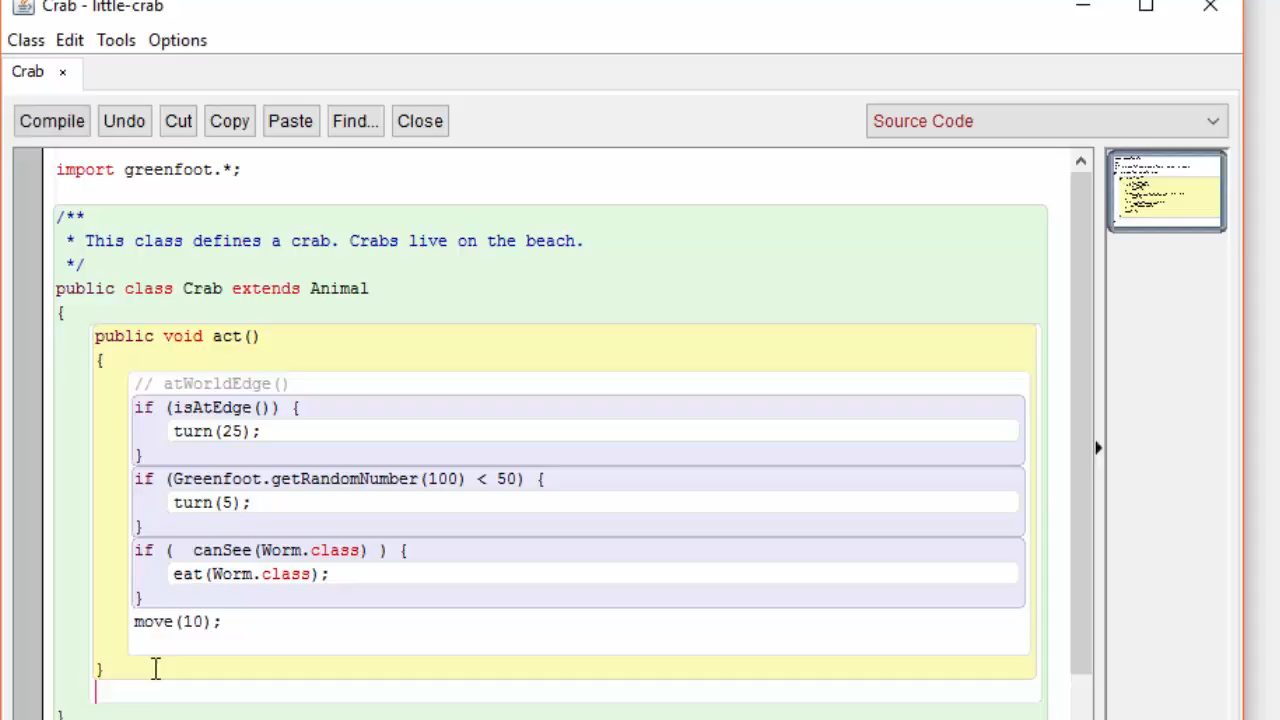 Crab - little-crab
Class Edit Tools Options
Crab ×
Compile Undo Cut Copy Paste Find... Close Source Code
import greenfoot.*;
/**
* This class defines a crab. Crabs live on the beach.
*/
public class Crab extends Animal
{
public void act()
{
// atWorldEdge()
if (isAtEdge()) {
turn(25);
}
if (Greenfoot.getRandomNumber(100) < 50) {
turn(5);
}
if (  canSee(Worm.class) ) {
eat(Worm.class);
}
move(10);
}
}